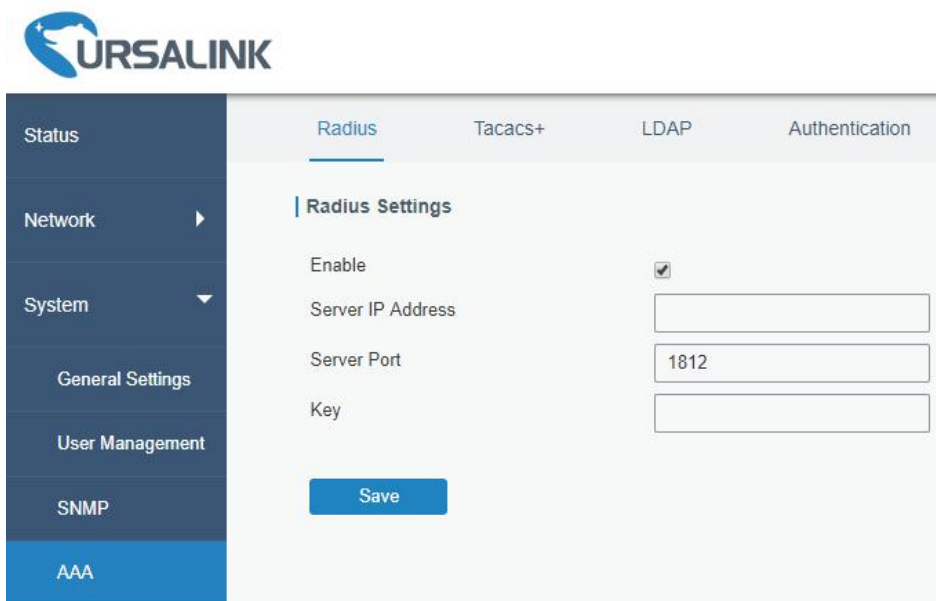 URSALINK
Status
Network
System
General Settings
User Management
SNMP
AAA
Radius Tacacs+ LDAP Authentication
Radius Settings
Enable
Server IP Address
Server Port 1812
Key
Save